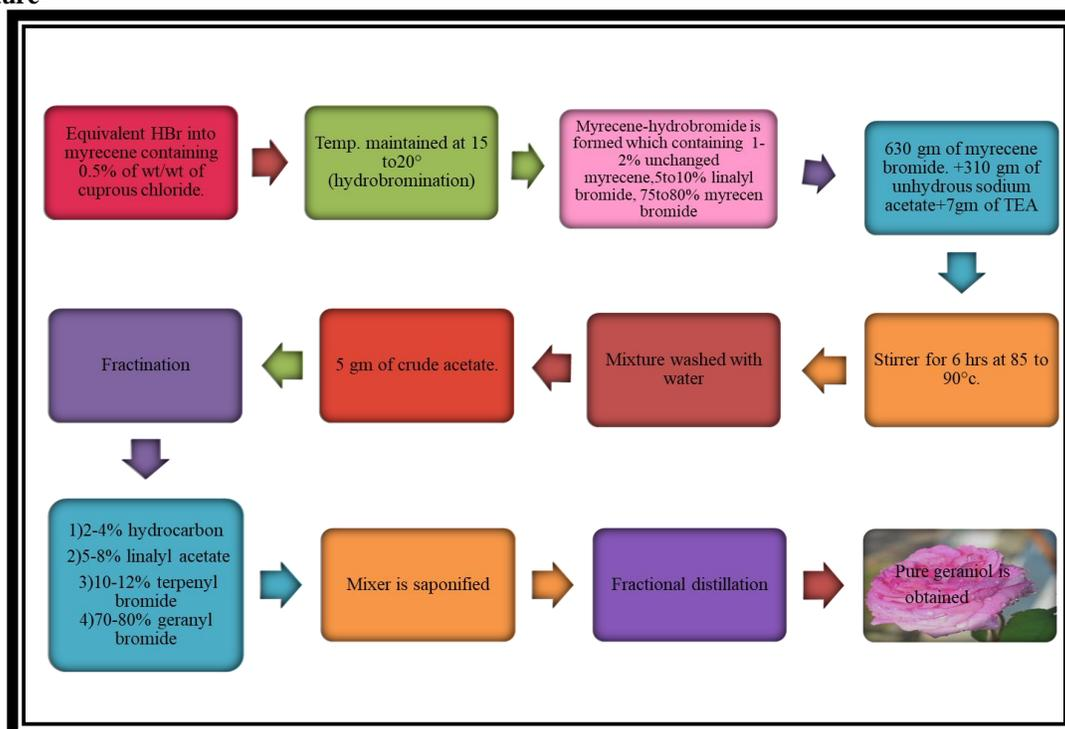 Equivalent HBr into
myrecene containing
0.5% of wt/wt of
cuprous chloride.
Temp. maintained at 15
to20°
(hydrobromination)
Myrecene-hydrobromide is
formed which containing 1-
2% unchanged
myrecene,5to10% linalyl
bromide, 75to80% myrecen
bromide
630 gm of myrecene
bromide. +310 gm of
unhydrous sodium
acetate+7gm of TEA
Stirrer for 6 hrs at 85 to
90°c.
Mixture washed with
water
5 gm of crude acetate.
Fractination
1)2-4% hydrocarbon
2)5-8% linalyl acetate
3)10-12% terpenyl
bromide
4)70-80% geranyl
bromide
Mixer is saponified
Fractional distillation
Pure geraniol is
obtained